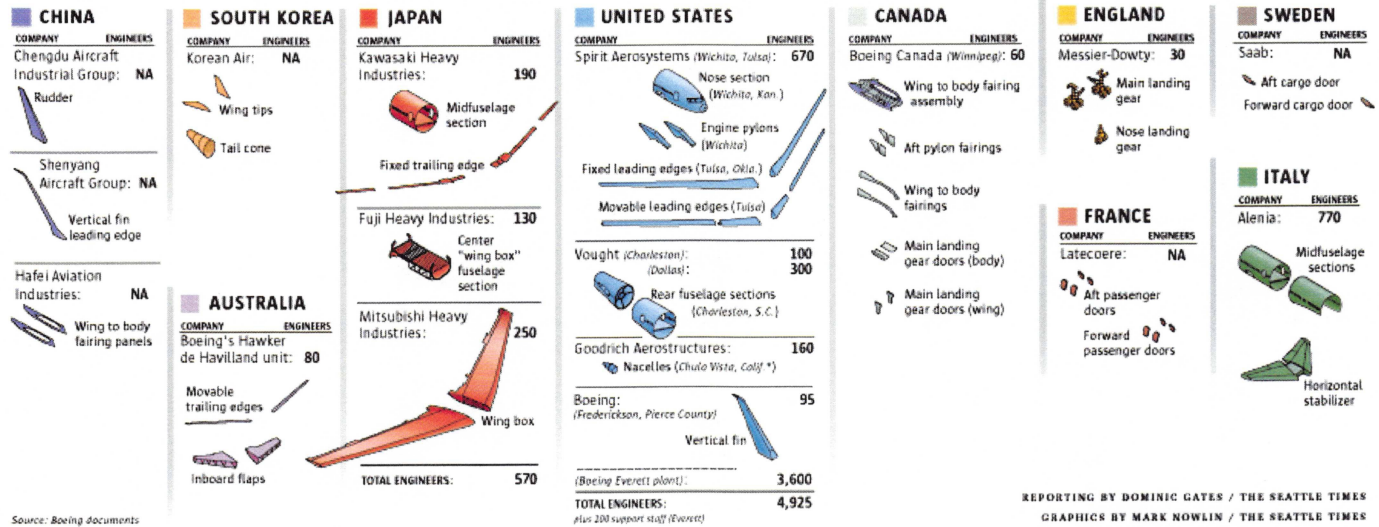 CHINA
COMPANY ENGINEERS
Chengdu Aircraft
Industrial Group: NA
Rudder
Shenyang
Aircraft Group: NA
Vertical fin
leading edge
Hafei Aviation
Industries: NA
Wing to body
fairing panels
SOUTH KOREA
COMPANY ENGINEERS
Korean Air: NA
Wing tips
Tail cone
AUSTRALIA
COMPANY ENGINEERS
Boeing's Hawker
de Havilland unit: 80
Movable
trailing edges
Inboard flaps
JAPAN
COMPANY ENGINEERS
Kawasaki Heavy
Industries: 190
Midfuselage
section
Fixed trailing edge
Fuji Heavy Industries: 130
Center
"wing box"
fuselage
section
Mitsubishi Heavy
Industries: 250
Wing box
TOTAL ENGINEERS: 570
UNITED STATES
COMPANY ENGINEERS
Spirit Aerosystems (Wichita, Tulsa): 670
Nose section
(Wichita, Kan.)
Engine pylons
(Wichita)
Fixed leading edges (Tulsa, Okla.)
Movable leading edges (Tulsa)
Vought (Charleston): 100
(Dallas): 300
Rear fuselage sections
(Charleston, S.C.)
Goodrich Aerostructures: 160
Nacelles (Chula Vista, Calif.*)
Boeing: 95
(Frederickson, Pierce County)
Vertical fin
(Boeing Everett plant): 3,600
TOTAL ENGINEERS: 4,925
plus 200 support staff (Everett)
CANADA
COMPANY ENGINEERS
Boeing Canada (Winnipeg): 60
Wing to body fairing
assembly
Aft pylon fairings
Wing to body
fairings
Main landing
gear doors (body)
Main landing
gear doors (wing)
ENGLAND
COMPANY ENGINEERS
Messier-Dowty: 30
Main landing
gear
Nose landing
gear
FRANCE
COMPANY ENGINEERS
Latecoere: NA
Aft passenger
doors
Forward
passenger doors
SWEDEN
COMPANY ENGINEERS
Saab: NA
Aft cargo door
Forward cargo door
ITALY
COMPANY ENGINEERS
Alenia: 770
Midfuselage
sections
Horizontal
stabilizer
Source: Boeing documents
REPORTING BY DOMINIC GATES / THE SEATTLE TIMES
GRAPHICS BY MARK NOWLIN / THE SEATTLE TIMES